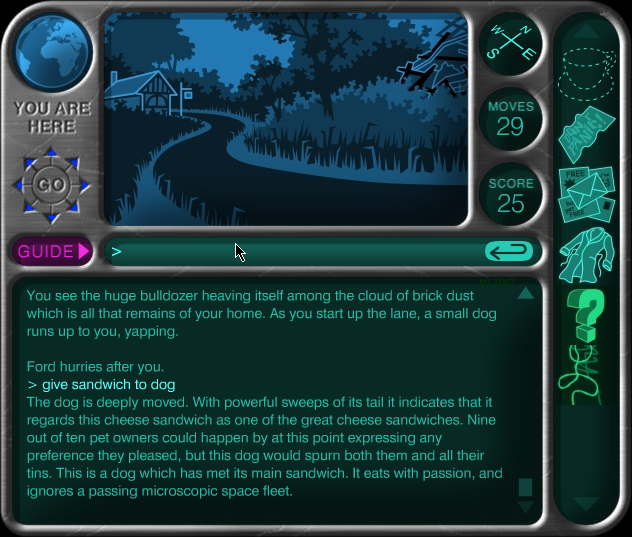 YOU ARE
HERE
GO
N
W
E
S
MOVES
29
SCORE
25
FREE
FREE
GUIDE
>
You see the huge bulldozer heaving itself among the cloud of brick dust
which is all that remains of your home. As you start up the lane, a small dog
runs up to you, yapping.
Ford hurries after you.
> give sandwich to dog
The dog is deeply moved. With powerful sweeps of its tail it indicates that it
regards this cheese sandwich as one of the great cheese sandwiches. Nine
out of ten pet owners could happen by at this point expressing any
preference they pleased, but this dog would spurn both them and all their
tins. This is a dog which has met its main sandwich. It eats with passion, and
ignores a passing microscopic space fleet.
?